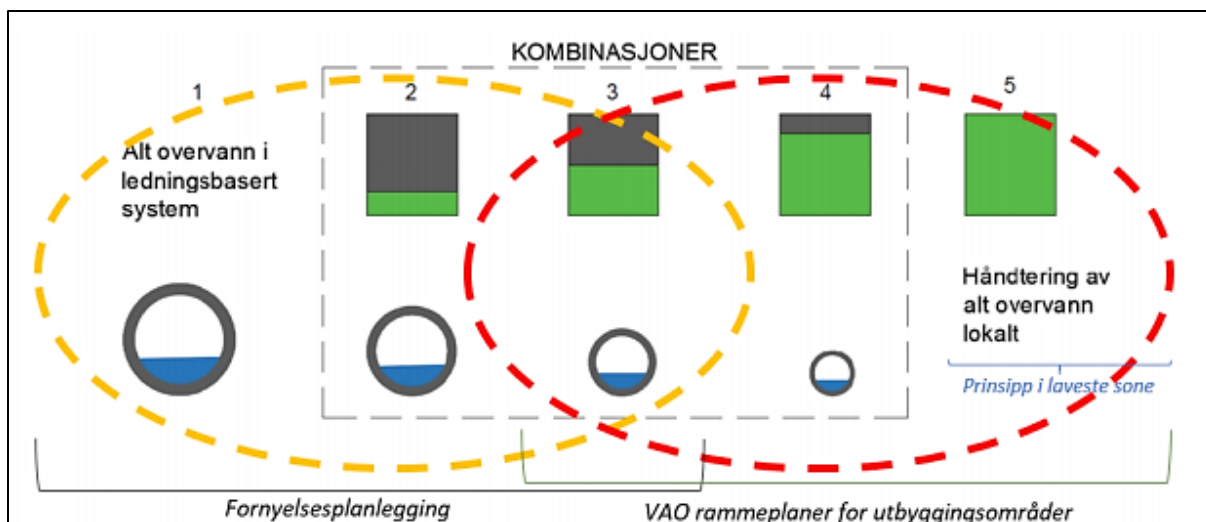 KOMBINASJONER
1
2
3
4
5
Alt overvann i
ledningsbasert
system
Håndtering av
alt overvann
lokalt
Prinsipp i laveste sone
Fornyelsesplanlegging
VAO rammeplaner for utbyggingsområder